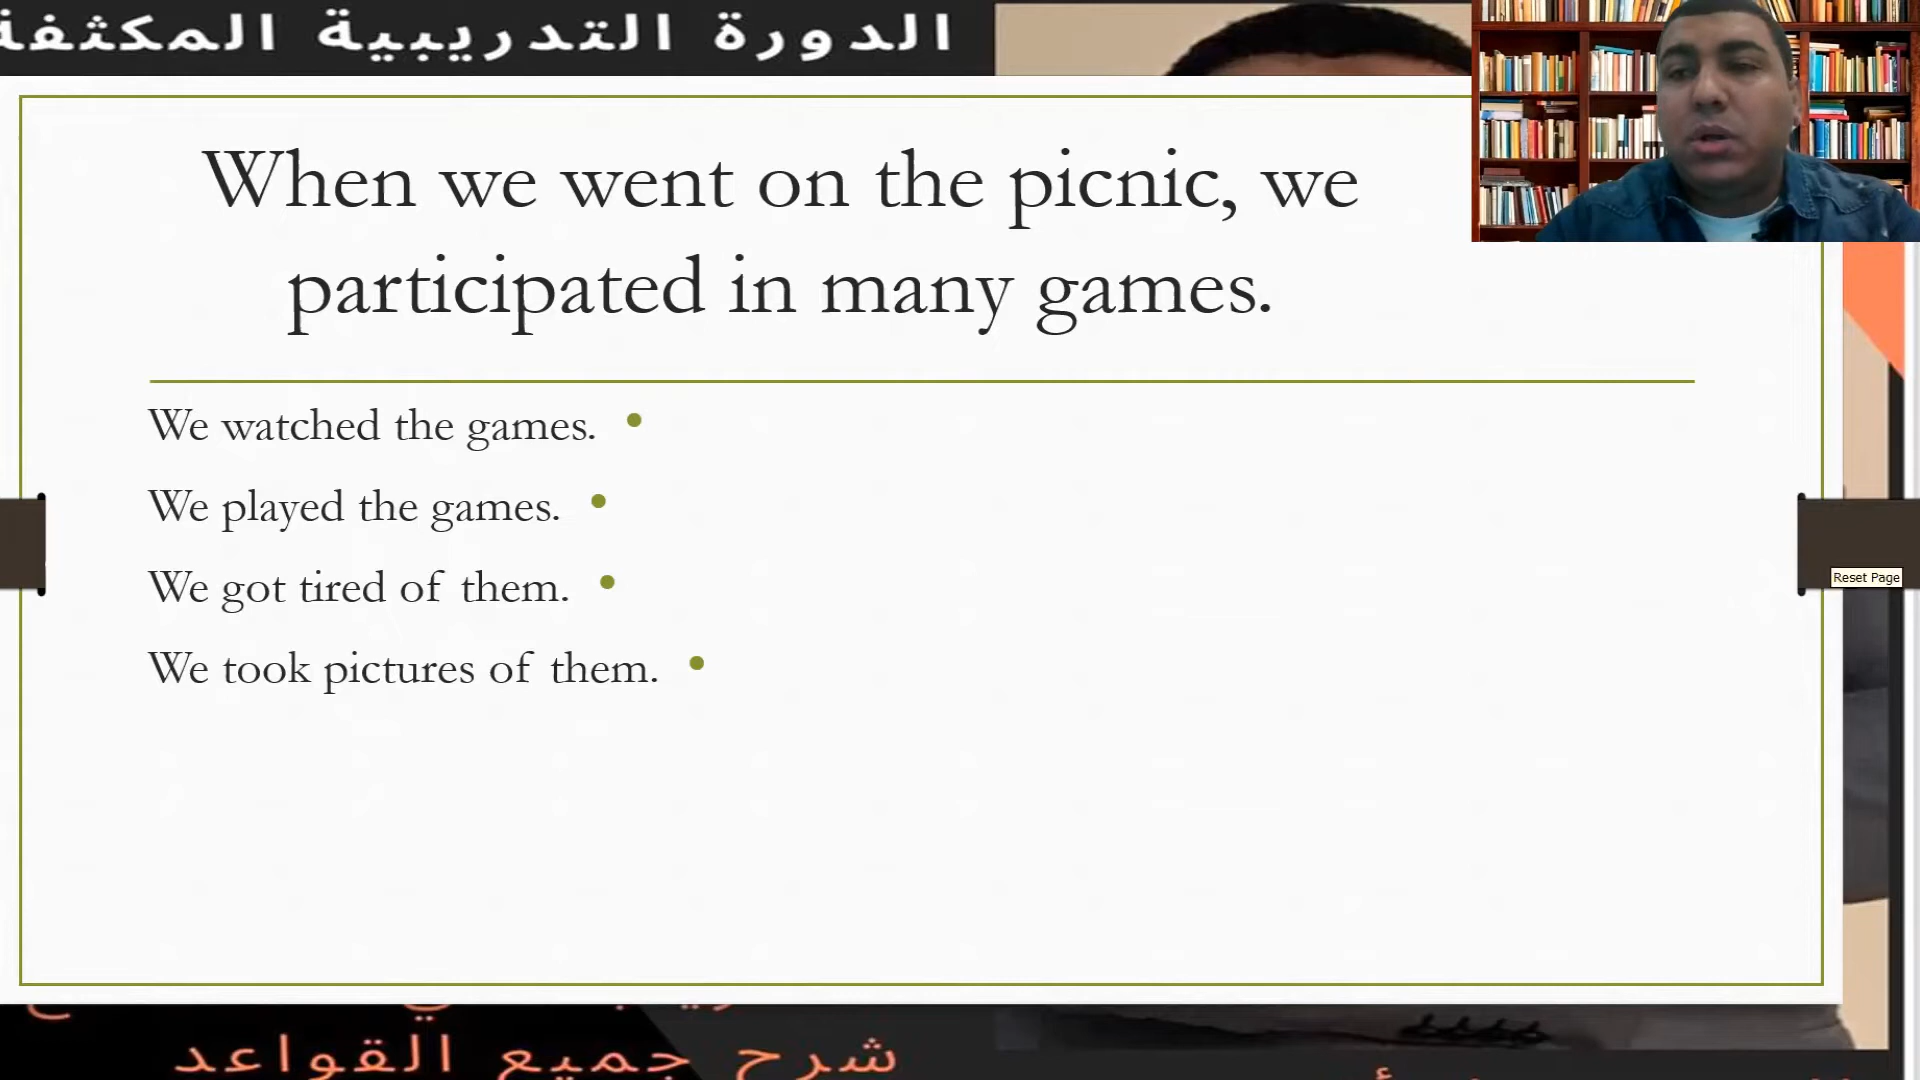 الدورة التدريبية المكثفة
When we went on the picnic, we
participated in many games.
We watched the games. •
We played the games. •
We got tired of them. •
We took pictures of them. •
Reset Page
شرح جميع القواعد